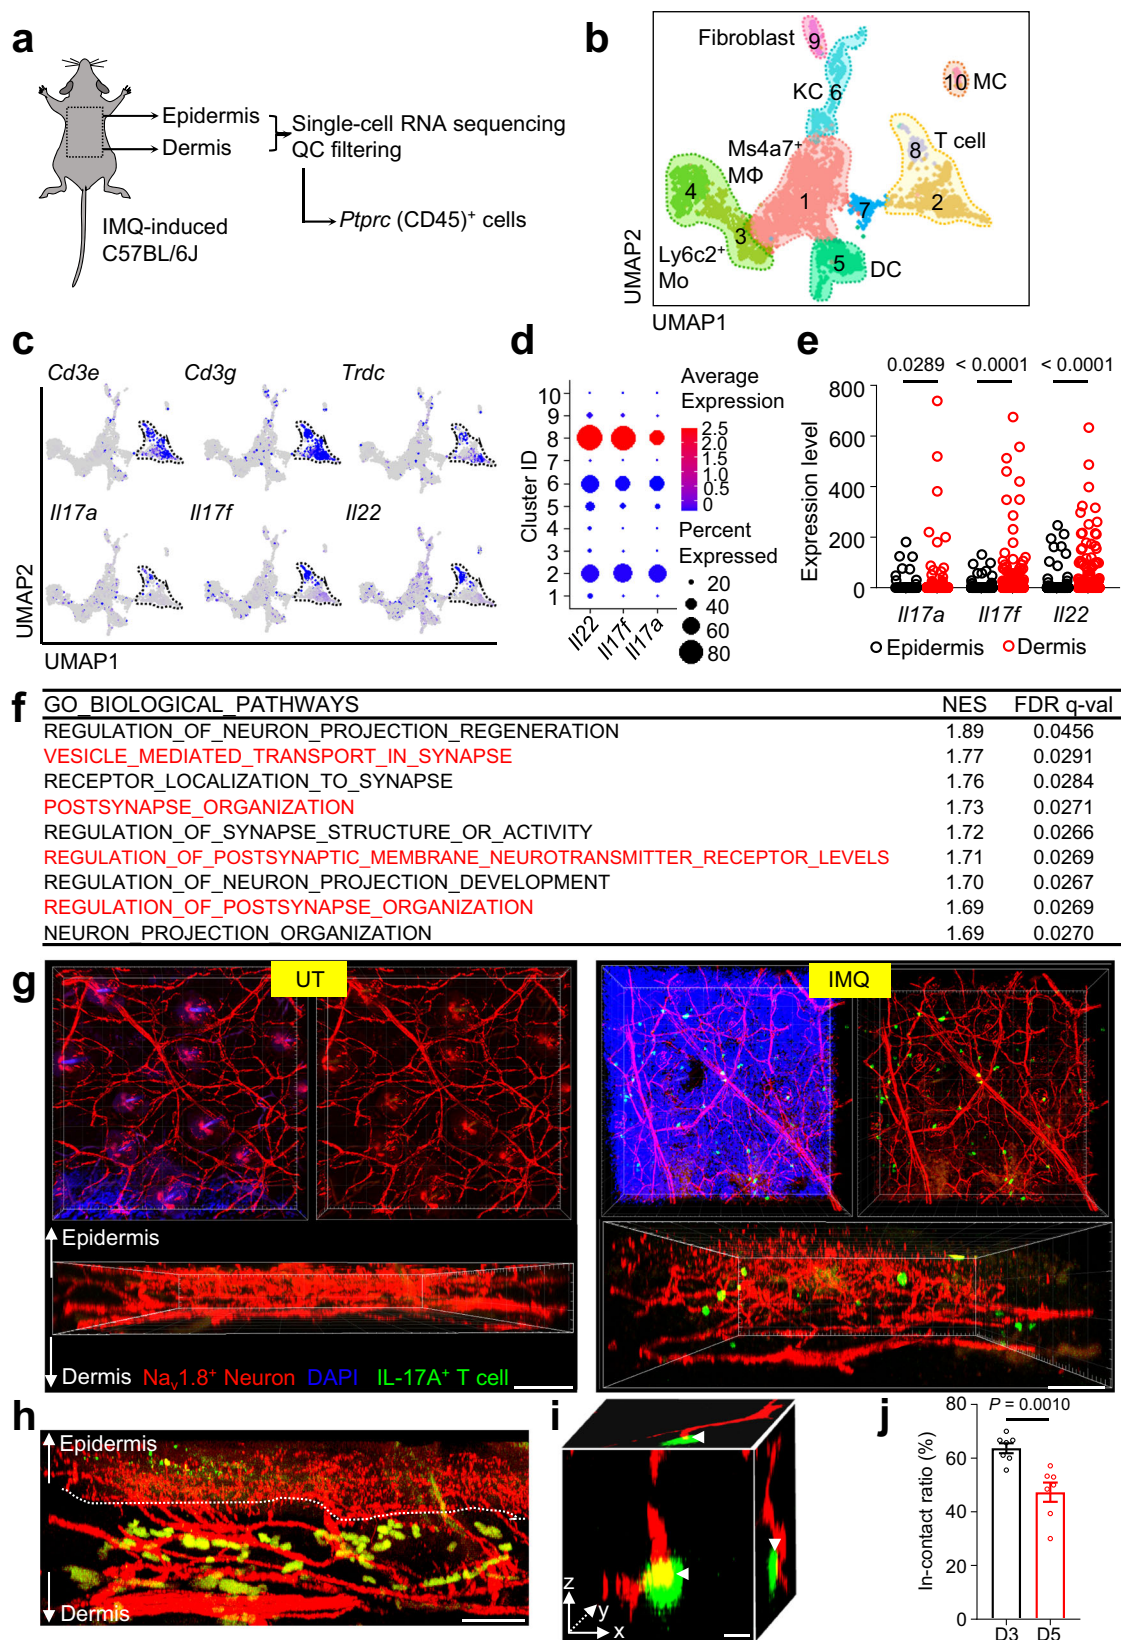 a
Epidermis
Dermis
Single-cell RNA sequencing
QC filtering
Ptprc (CD45)⁺ cells
IMQ-induced
C57BL/6J
b
Fibroblast
9
KC
6
10
MC
Ms4a7⁺
MΦ
8
T cell
4
1
7
2
3
5
DC
Ly6c2⁺
Mo
UMAP2
UMAP1
c
Cd3e
Cd3g
Trdc
Il17a
Il17f
Il22
UMAP2
UMAP1
d
Cluster ID
10
9
8
7
6
5
4
3
2
1
Il22
Il17f
Il17a
Average
Expression
2.5
2.0
1.5
1.0
0.5
0
Percent
Expressed
20
40
60
80
e
0.0289
< 0.0001
< 0.0001
Expression level
800
600
400
200
0
Il17a
Il17f
Il22
Epidermis
Dermis
f
GO_BIOLOGICAL_PATHWAYS NES FDR q-val
REGULATION_OF_NEURON_PROJECTION_REGENERATION 1.89 0.0456
VESICLE_MEDIATED_TRANSPORT_IN_SYNAPSE 1.77 0.0291
RECEPTOR_LOCALIZATION_TO_SYNAPSE 1.76 0.0284
POSTSYNAPSE_ORGANIZATION 1.73 0.0271
REGULATION_OF_SYNAPSE_STRUCTURE_OR_ACTIVITY 1.72 0.0266
REGULATION_OF_POSTSYNAPTIC_MEMBRANE_NEUROTRANSMITTER_RECEPTOR_LEVELS 1.71 0.0269
REGULATION_OF_NEURON_PROJECTION_DEVELOPMENT 1.70 0.0267
REGULATION_OF_POSTSYNAPSE_ORGANIZATION 1.69 0.0269
NEURON_PROJECTION_ORGANIZATION 1.69 0.0270
g
UT
IMQ
Epidermis
Dermis
Naᵥ1.8⁺ Neuron
DAPI
IL-17A⁺ T cell
h
Epidermis
Dermis
i
z
y
x
j
P = 0.0010
In-contact ratio (%)
80
60
40
20
0
D3
D5